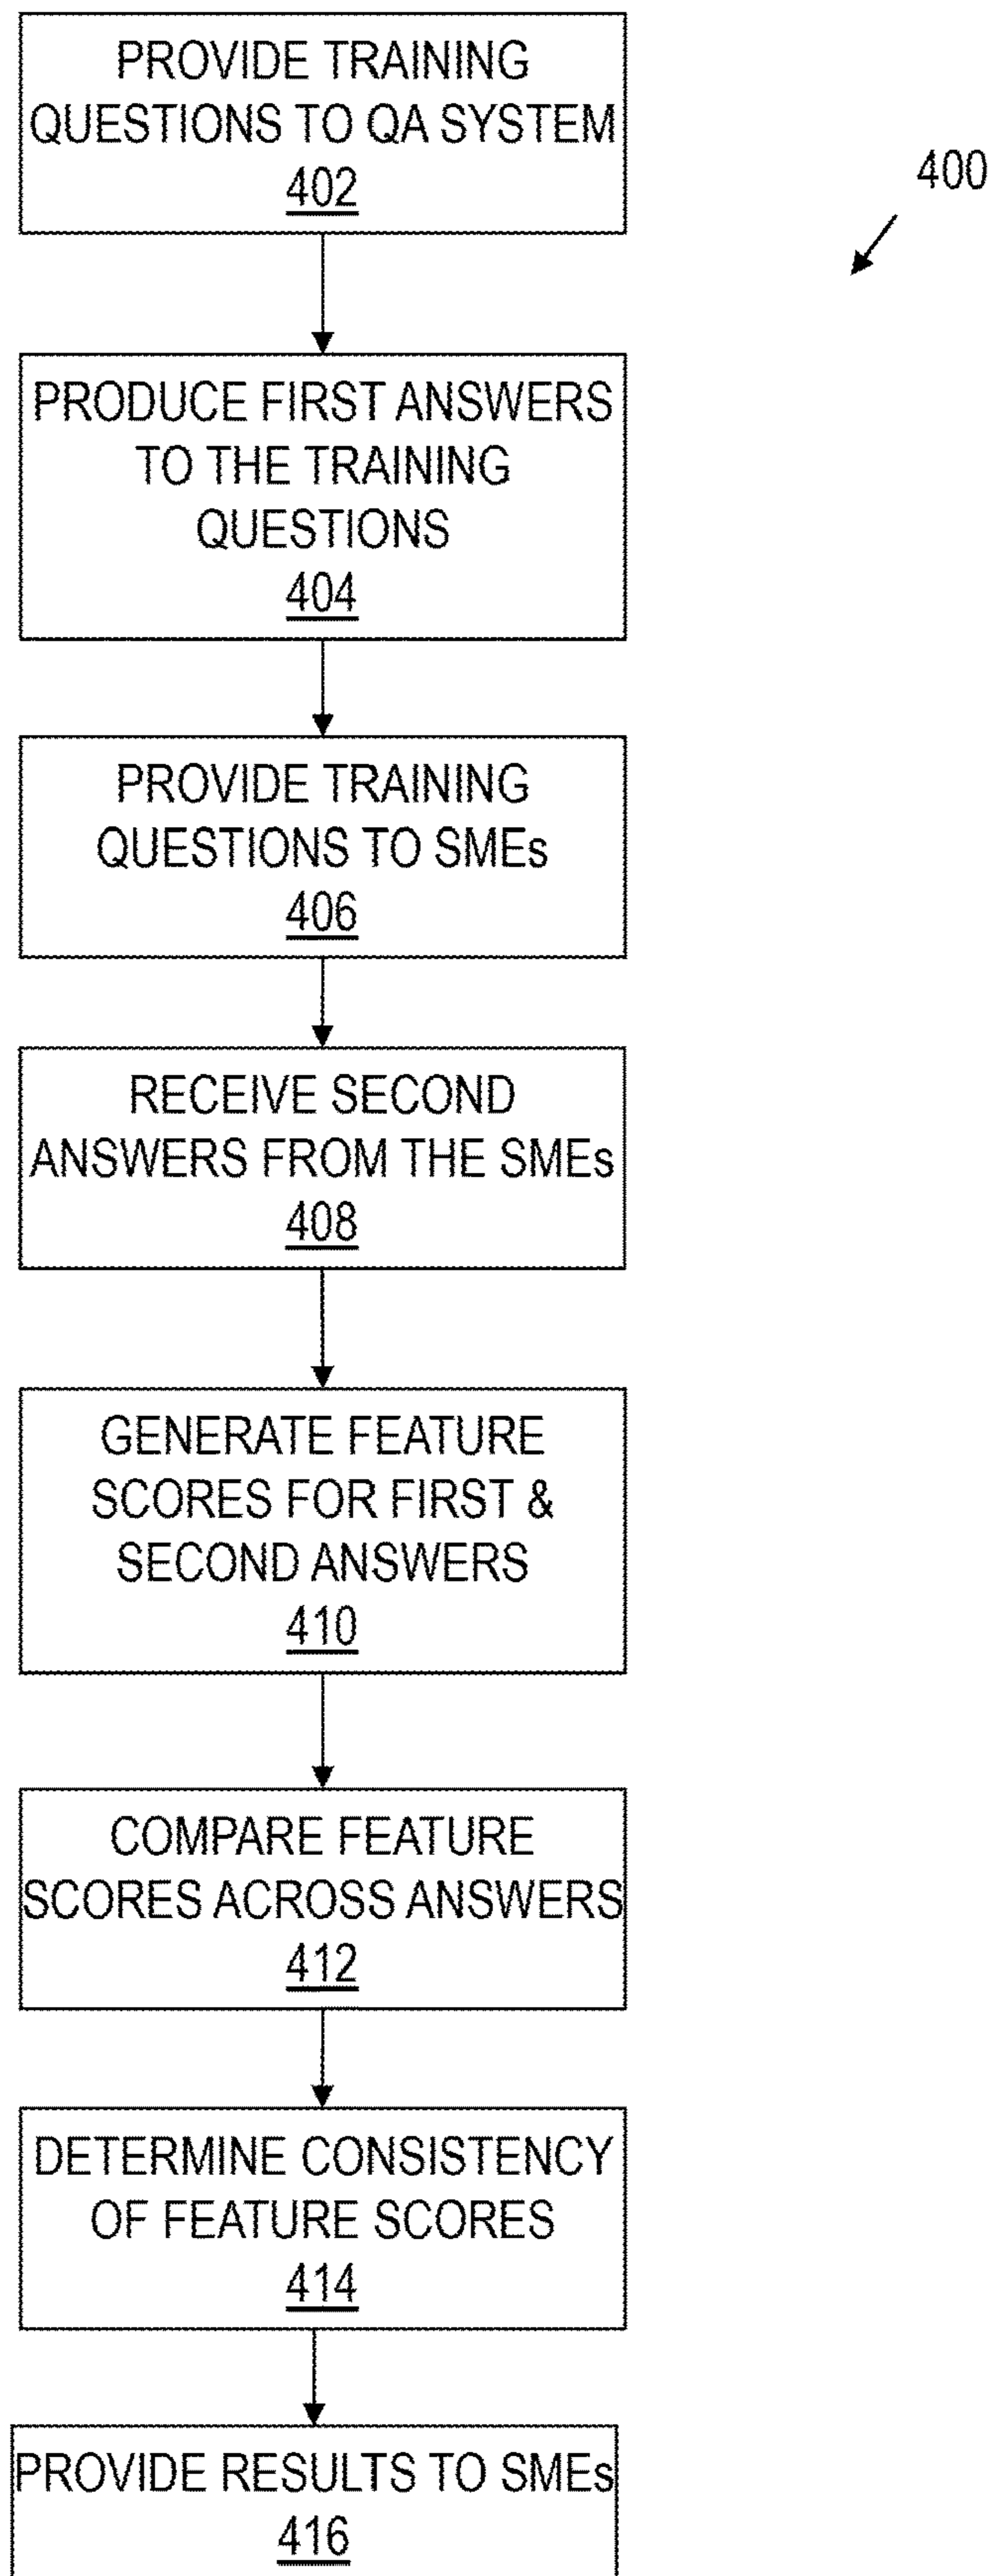 PROVIDE TRAINING
QUESTIONS TO QA SYSTEM
402
400
PRODUCE FIRST ANSWERS
TO THE TRAINING
QUESTIONS
404
PROVIDE TRAINING
QUESTIONS TO SMEs
406
RECEIVE SECOND
ANSWERS FROM THE SMEs
408
GENERATE FEATURE
SCORES FOR FIRST &
SECOND ANSWERS
410
COMPARE FEATURE
SCORES ACROSS ANSWERS
412
DETERMINE CONSISTENCY
OF FEATURE SCORES
414
PROVIDE RESULTS TO SMEs
416